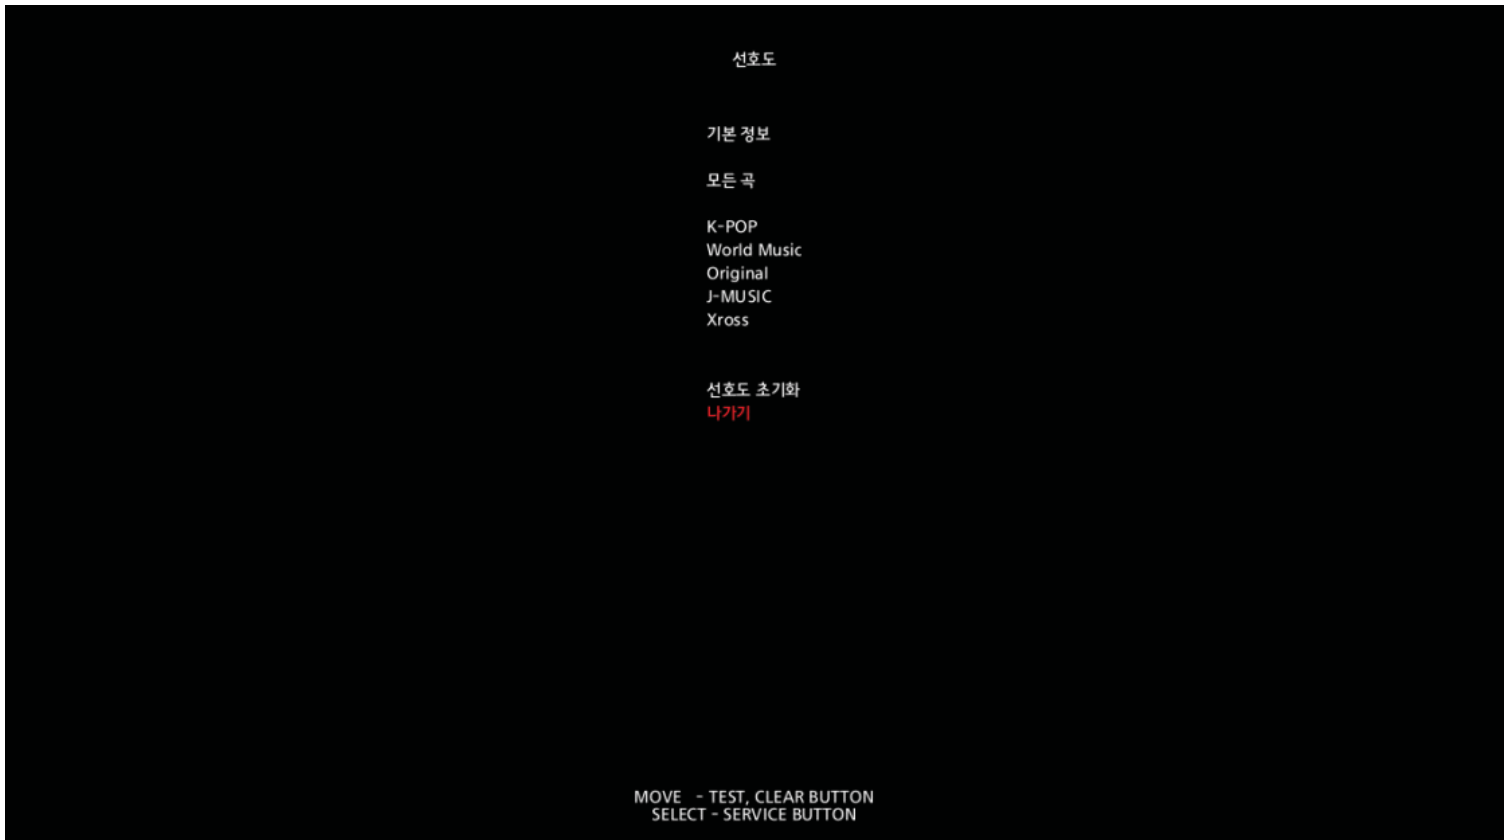 선호도
기본 정보
모든 곡
K-POP
World Music
Original
J-MUSIC
Xross
선호도 초기화
나가기
MOVE - TEST, CLEAR BUTTON
SELECT - SERVICE BUTTON